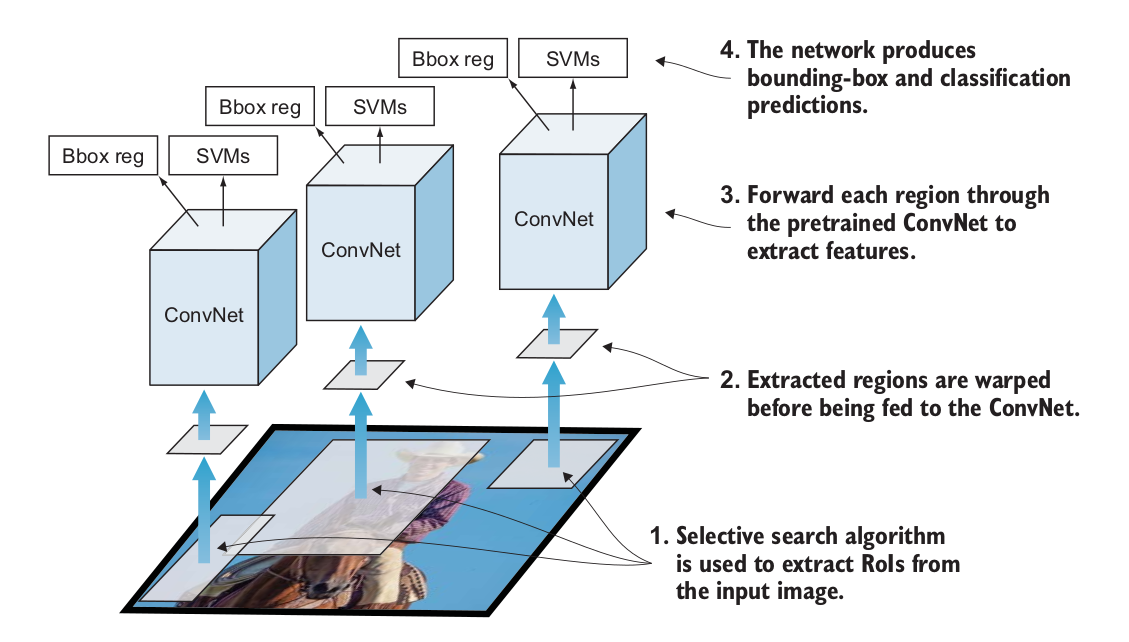 Bbox reg
SVMs
4. The network produces
bounding-box and classification
predictions.
Bbox reg
SVMs
Bbox reg
SVMs
ConvNet
3. Forward each region through
the pretrained ConvNet to
extract features.
ConvNet
ConvNet
2. Extracted regions are warped
before being fed to the ConvNet.
1. Selective search algorithm
is used to extract RoIs from
the input image.